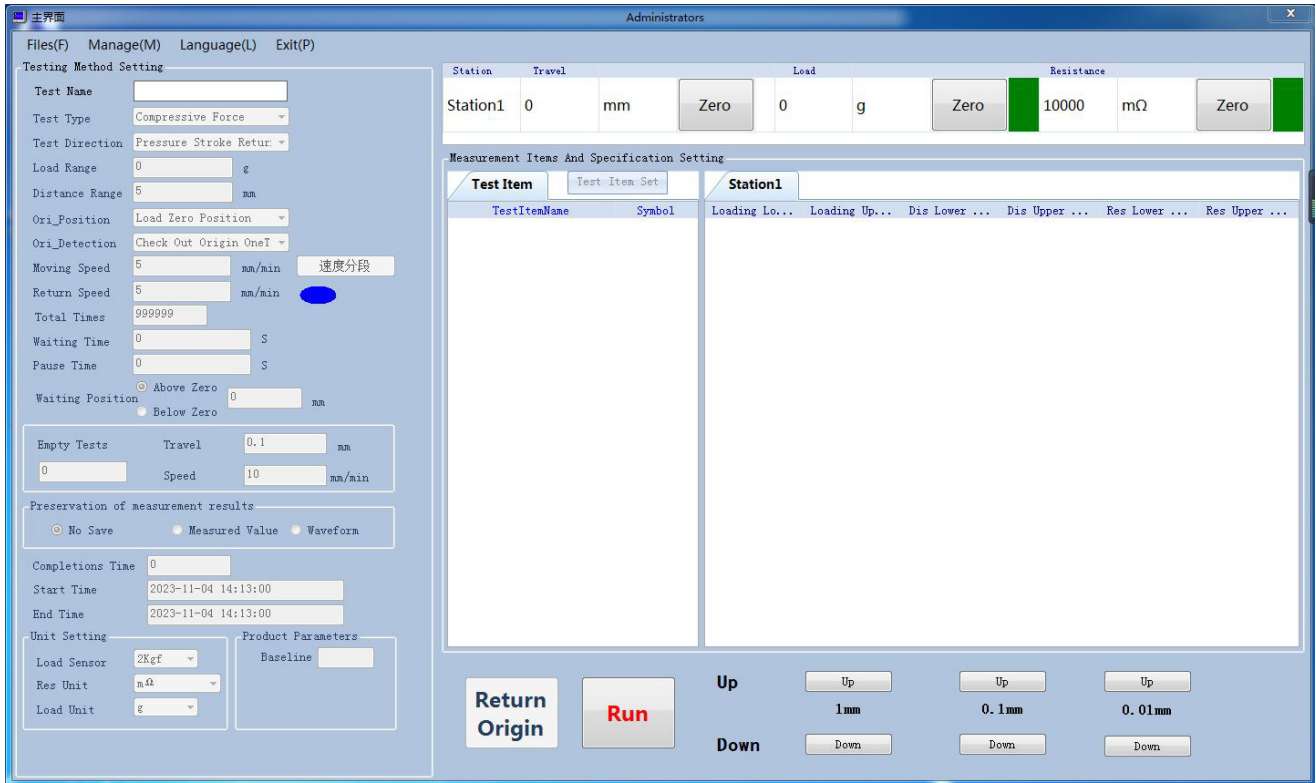 主界面
Administrators
x
Files(F) Manage(M) Language(L) Exit(P)
Testing Method Setting
Test Name
Test Type Compressive Force
Test Direction Pressure Stroke Retur:
Load Range 0 g
Distance Range 5 mm
Ori_Position Load Zero Position
Ori_Detection Check Out Origin OneT
Moving Speed 5 mm/min 速度分段
Return Speed 5 mm/min
Total Times 999999
Waiting Time 0 S
Pause Time 0 S
Waiting Position Above Zero 0 mm
Below Zero
Empty Tests Travel 0.1 mm
0 Speed 10 mm/min
Preservation of measurement results
No Save Measured Value Waveform
Completions Time 0
Start Time 2023-11-04 14:13:00
End Time 2023-11-04 14:13:00
Unit Setting
Load Sensor 2Kgf
Res Unit mΩ
Load Unit g
Product Parameters
Baseline
Station Travel Load Resistance
Station1 0 mm Zero 0 g Zero 10000 mΩ Zero
Measurement Items And Specification Setting
Test Item Test Item Set Station1
TestItemName Symbol Loading Lo... Loading Up... Dis Lower ... Dis Upper ... Res Lower ... Res Upper ...
Return
Origin
Run
Up Up Up Up
1mm 0.1mm 0.01mm
Down Down Down Down